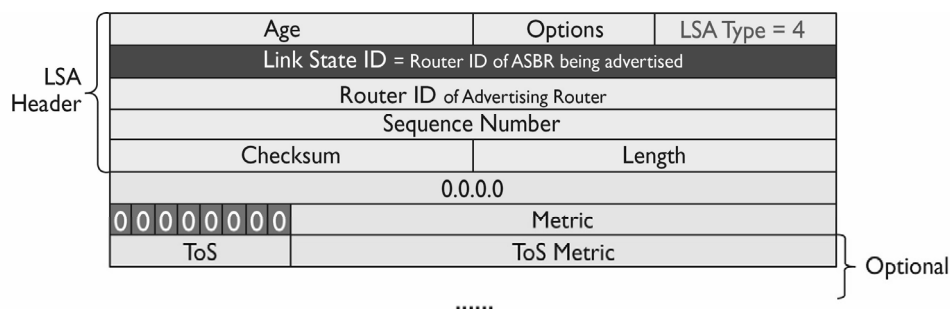 Age Options LSA Type = 4
Link State ID = Router ID of ASBR being advertised
LSA
Header
Router ID of Advertising Router
Sequence Number
Checksum Length
0.0.0.0
0 0 0 0 0 0 0 0 Metric
ToS ToS Metric
Optional
......